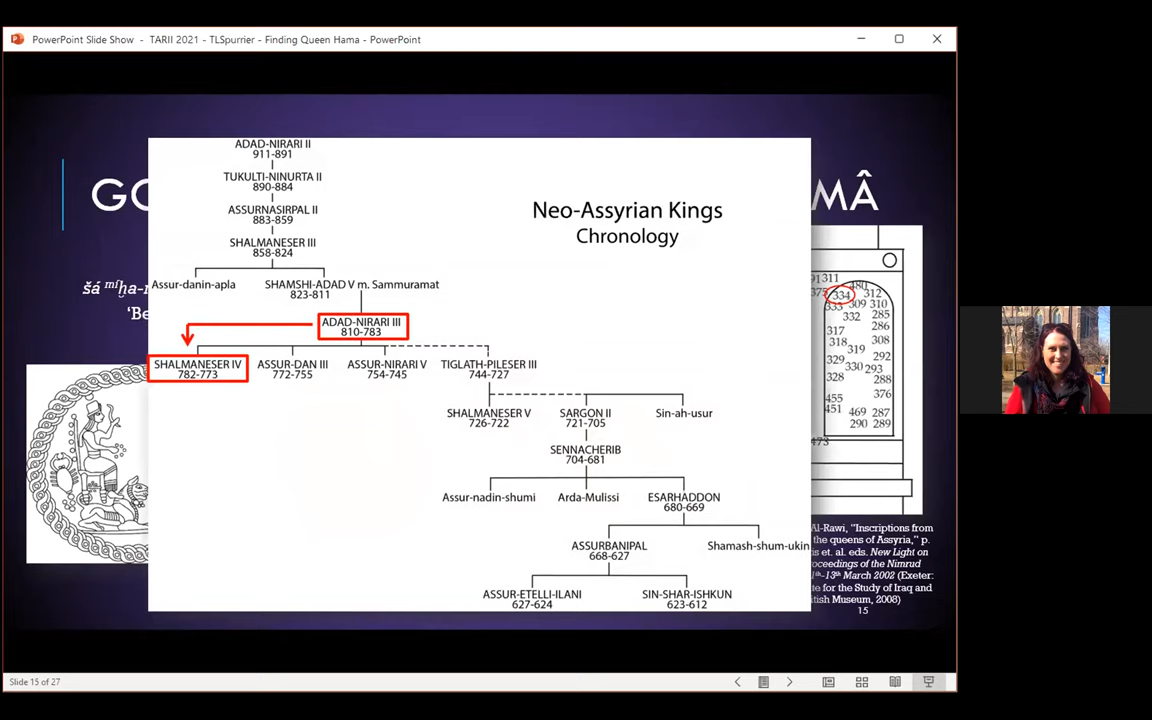 PowerPoint Slide Show - TARII 2021 - TLSpurrier - Finding Queen Hama - PowerPoint
GO
MÂ
šá ᵐᶠḫa-
'Be
Neo-Assyrian Kings
Chronology
ADAD-NIRARI II
911-891
TUKULTI-NINURTA II
890-884
ASSURNASIRPAL II
883-859
SHALMANESER III
858-824
Assur-danin-apla
SHAMSHI-ADAD V m. Sammuramat
823-811
ADAD-NIRARI III
810-783
SHALMANESER IV
782-773
ASSUR-DAN III
772-755
ASSUR-NIRARI V
754-745
TIGLATH-PILESER III
744-727
SHALMANESER V
726-722
SARGON II
721-705
Sin-ah-usur
SENNACHERIB
704-681
Assur-nadin-shumi
Arda-Mulissi
ESARHADDON
680-669
ASSURBANIPAL
668-627
Shamash-shum-ukin
ASSUR-ETELLI-ILANI
627-624
SIN-SHAR-ISHKUN
623-612
311
480
334
312
309 310
332
285
286
317
318
308
319
292
329
330 293
328
288
376
455
451
469 287
290 289
473
Al-Rawi, "Inscriptions from
the queens of Assyria," p.
is et. al. eds. New Light on
roceedings of the Nimrud
1th-13th March 2002 (Exeter:
te for the Study of Iraq and
itish Museum, 2008)
15
Slide 15 of 27